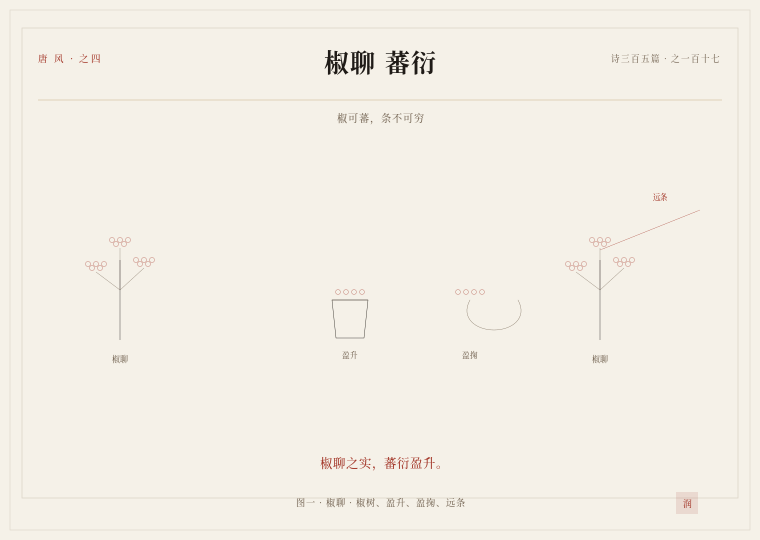 唐 风 · 之四
椒聊 蕃衍
诗三百五篇 · 之一百十七
椒可蕃，条不可穷
远条
椒聊
盈升
盈掬
椒聊
椒聊之实，蕃衍盈升。
图一 · 椒聊 · 椒树、盈升、盈掬、远条
润